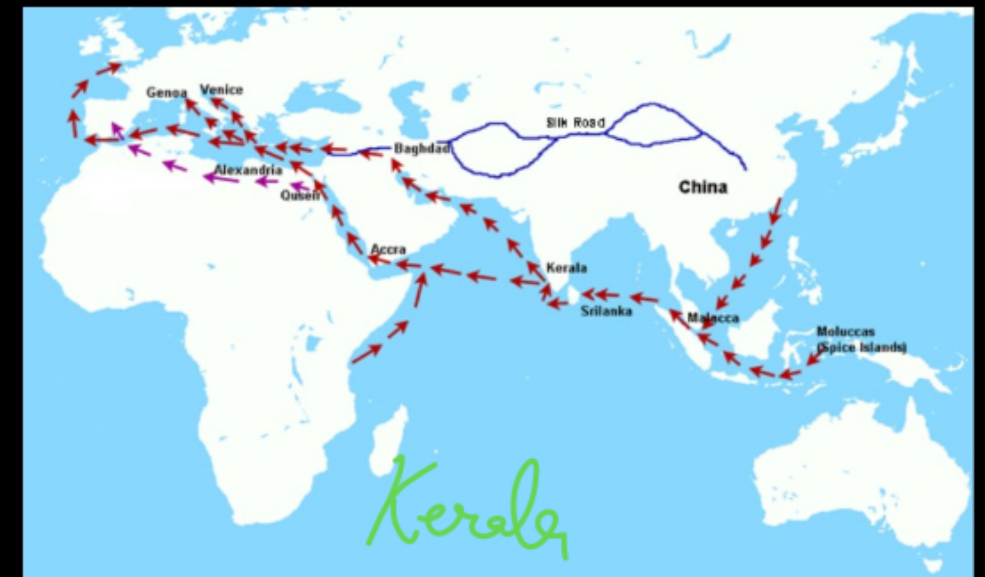 Genoa
Venice
Silk Road
Baghdad
China
Alexandria
Qusen
Accra
Kerala
Srilanka
Malacca
Moluccas
(Spice Islands)
Kerala